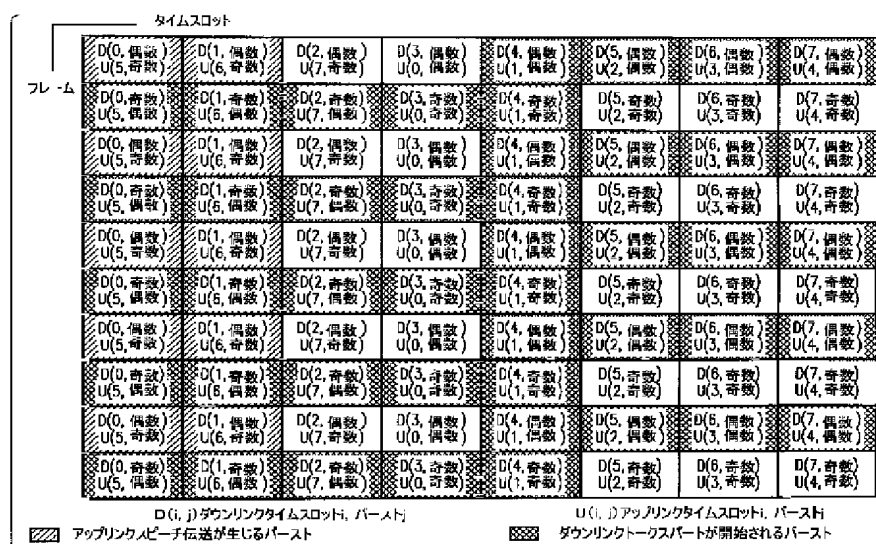 タイムスロット
フレーム
D(0, 偶数) D(1, 偶数) D(2, 偶数) D(3, 偶数) D(4, 偶数) D(5, 偶数) D(6, 偶数) D(7, 偶数)
U(5, 奇数) U(6, 奇数) U(7, 奇数) U(0, 偶数) U(1, 偶数) U(2, 偶数) U(3, 偶数) U(4, 偶数)
D(0, 奇数) D(1, 奇数) D(2, 奇数) D(3, 奇数) D(4, 奇数) D(5, 奇数) D(6, 奇数) D(7, 奇数)
U(5, 偶数) U(6, 偶数) U(7, 偶数) U(0, 奇数) U(1, 奇数) U(2, 奇数) U(3, 奇数) U(4, 奇数)
D(0, 偶数) D(1, 偶数) D(2, 偶数) D(3, 偶数) D(4, 偶数) D(5, 偶数) D(6, 偶数) D(7, 偶数)
U(5, 奇数) U(6, 奇数) U(7, 奇数) U(0, 偶数) U(1, 偶数) U(2, 偶数) U(3, 偶数) U(4, 偶数)
D(0, 奇数) D(1, 奇数) D(2, 奇数) D(3, 奇数) D(4, 奇数) D(5, 奇数) D(6, 奇数) D(7, 奇数)
U(5, 偶数) U(6, 偶数) U(7, 偶数) U(0, 奇数) U(1, 奇数) U(2, 奇数) U(3, 奇数) U(4, 奇数)
D(0, 偶数) D(1, 偶数) D(2, 偶数) D(3, 偶数) D(4, 偶数) D(5, 偶数) D(6, 偶数) D(7, 偶数)
U(5, 奇数) U(6, 奇数) U(7, 奇数) U(0, 偶数) U(1, 偶数) U(2, 偶数) U(3, 偶数) U(4, 偶数)
D(0, 奇数) D(1, 奇数) D(2, 奇数) D(3, 奇数) D(4, 奇数) D(5, 奇数) D(6, 奇数) D(7, 奇数)
U(5, 偶数) U(6, 偶数) U(7, 偶数) U(0, 奇数) U(1, 奇数) U(2, 奇数) U(3, 奇数) U(4, 奇数)
D(0, 偶数) D(1, 偶数) D(2, 偶数) D(3, 偶数) D(4, 偶数) D(5, 偶数) D(6, 偶数) D(7, 偶数)
U(5, 奇数) U(6, 奇数) U(7, 奇数) U(0, 偶数) U(1, 偶数) U(2, 偶数) U(3, 偶数) U(4, 偶数)
D(0, 奇数) D(1, 奇数) D(2, 奇数) D(3, 奇数) D(4, 奇数) D(5, 奇数) D(6, 奇数) D(7, 奇数)
U(5, 偶数) U(6, 偶数) U(7, 偶数) U(0, 奇数) U(1, 奇数) U(2, 奇数) U(3, 奇数) U(4, 奇数)
D(0, 偶数) D(1, 偶数) D(2, 偶数) D(3, 偶数) D(4, 偶数) D(5, 偶数) D(6, 偶数) D(7, 偶数)
U(5, 奇数) U(6, 奇数) U(7, 奇数) U(0, 偶数) U(1, 偶数) U(2, 偶数) U(3, 偶数) U(4, 偶数)
D(0, 奇数) D(1, 奇数) D(2, 奇数) D(3, 奇数) D(4, 奇数) D(5, 奇数) D(6, 奇数) D(7, 奇数)
U(5, 偶数) U(6, 偶数) U(7, 偶数) U(0, 奇数) U(1, 奇数) U(2, 奇数) U(3, 奇数) U(4, 奇数)
D(i, j)ダウンリンクタイムスロットi, バーストj U(i, j)アップリンクタイムスロットi, バーストj
アップリンクスピーチ伝送が生じるバースト ダウンリンクトークスパートが開始されるバースト